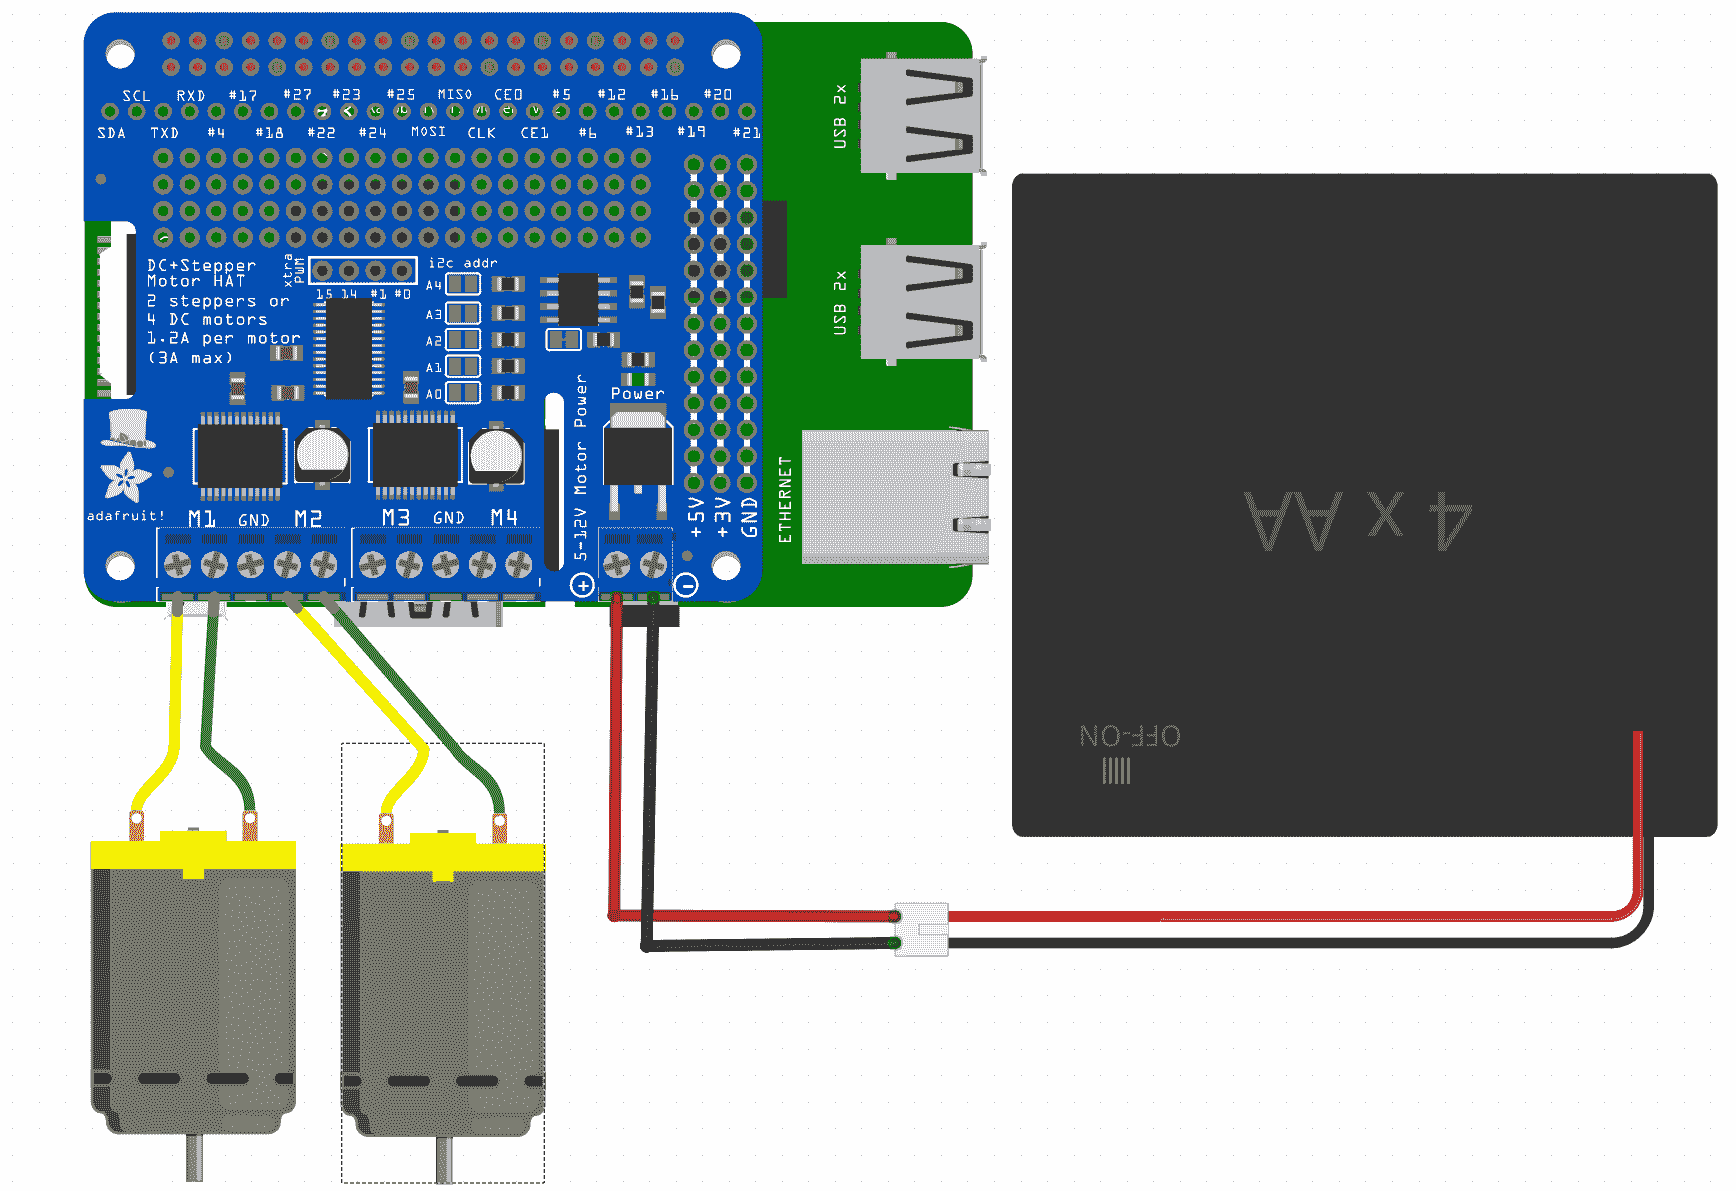 SCL RXD #17 #27 #23 #25 MISO CE0 #5 #12 #16 #20
SDA TXD #4 #18 #22 #24 MOSI CLK CE1 #6 #13 #19 #21
DC+Stepper
Motor HAT
2 steppers or
4 DC motors
1.2A per motor
(3A max)
xtra
PWM
15 14 #1 #0
i2c addr
A4
A3
A2
A1
A0
Power
5-12V Motor Power
+5V
+3V
GND
adafruit!
M1 GND M2 M3 GND M4
+ -
USB 2x
USB 2x
ETHERNET
4 x AA
OFF-ON